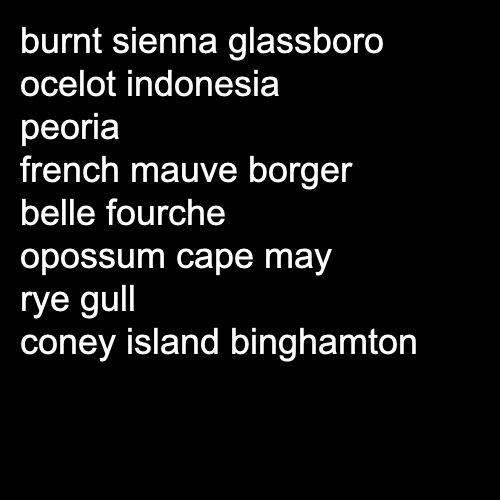 burnt sienna glassboro
ocelot indonesia
peoria
french mauve borger
belle fourche
opossum cape may
rye gull
coney island binghamton